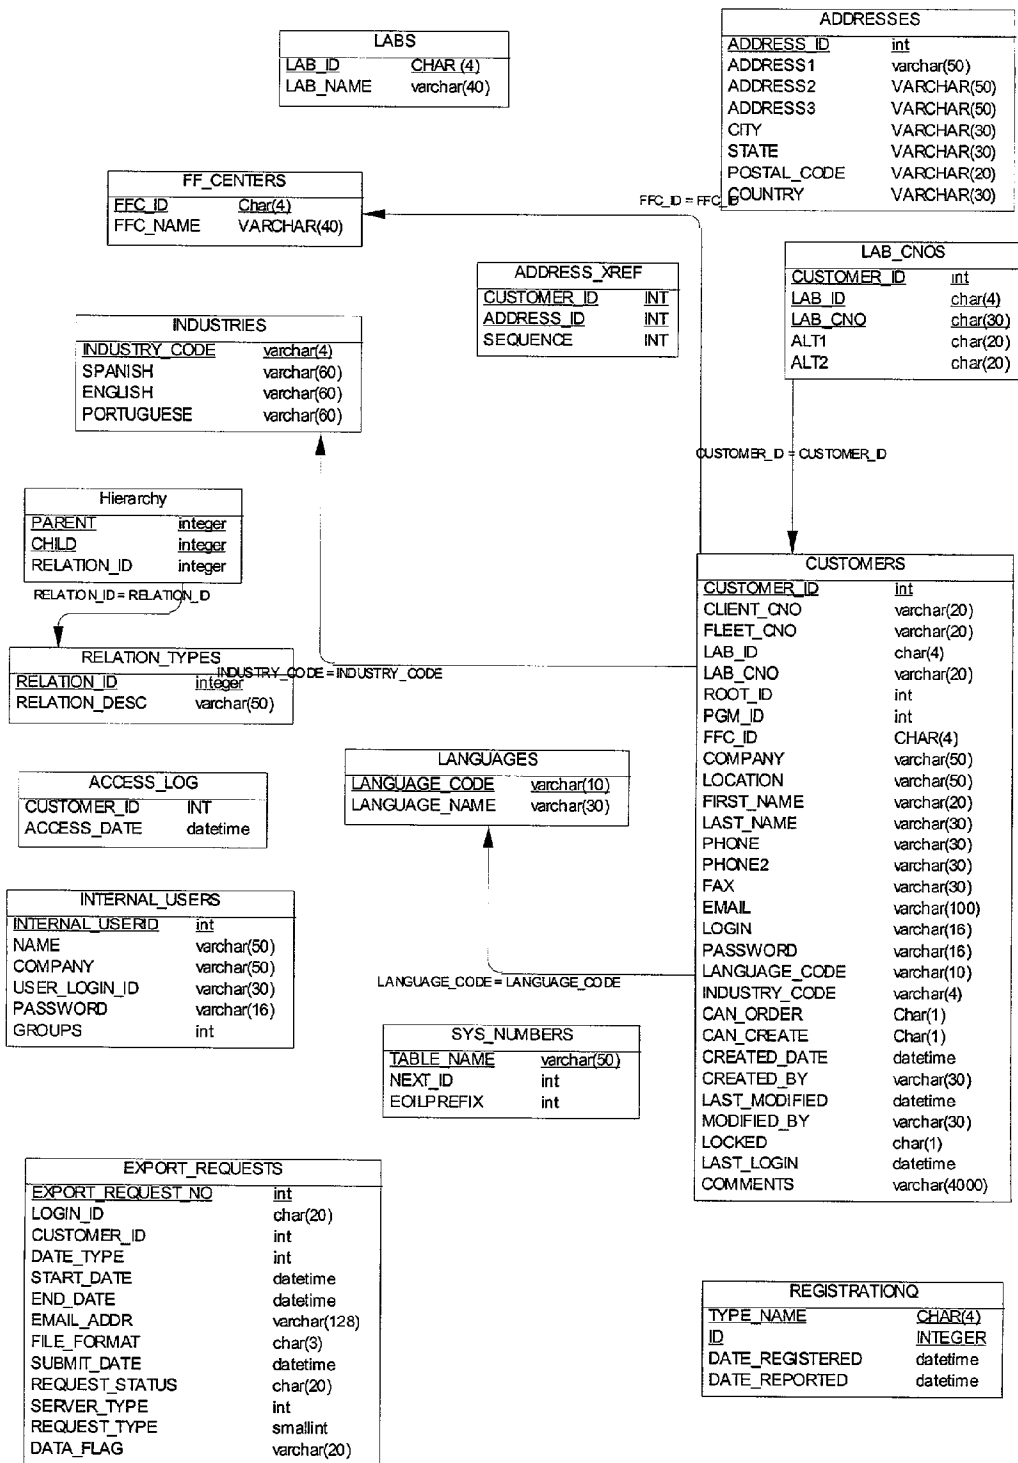 LABS
LAB_ID CHAR (4)
LAB_NAME varchar(40)
ADDRESSES
ADDRESS_ID int
ADDRESS1 varchar(50)
ADDRESS2 VARCHAR(50)
ADDRESS3 VARCHAR(50)
CITY VARCHAR(30)
STATE VARCHAR(30)
POSTAL_CODE VARCHAR(20)
COUNTRY VARCHAR(30)
FF_CENTERS
FFC_ID Char(4)
FFC_NAME VARCHAR(40)
FFC_ID = FFC_ID
LAB_CNOS
CUSTOMER_ID int
LAB_ID char(4)
LAB_CNO char(30)
ALT1 char(20)
ALT2 char(20)
ADDRESS_XREF
CUSTOMER_ID INT
ADDRESS_ID INT
SEQUENCE INT
INDUSTRIES
INDUSTRY_CODE varchar(4)
SPANISH varchar(60)
ENGLISH varchar(60)
PORTUGUESE varchar(60)
CUSTOMER_ID = CUSTOMER_ID
Hierarchy
PARENT integer
CHILD integer
RELATION_ID integer
RELATION_ID = RELATION_ID
RELATION_TYPES
RELATION_ID integer
RELATION_DESC varchar(50)
INDUSTRY_CODE = INDUSTRY_CODE
CUSTOMERS
CUSTOMER_ID int
CLIENT_CNO varchar(20)
FLEET_CNO varchar(20)
LAB_ID char(4)
LAB_CNO varchar(20)
ROOT_ID int
PGM_ID int
FFC_ID CHAR(4)
COMPANY varchar(50)
LOCATION varchar(50)
FIRST_NAME varchar(20)
LAST_NAME varchar(30)
PHONE varchar(30)
PHONE2 varchar(30)
FAX varchar(30)
EMAIL varchar(100)
LOGIN varchar(16)
PASSWORD varchar(16)
LANGUAGE_CODE varchar(10)
INDUSTRY_CODE varchar(4)
CAN_ORDER Char(1)
CAN_CREATE Char(1)
CREATED_DATE datetime
CREATED_BY varchar(30)
LAST_MODIFIED datetime
MODIFIED_BY varchar(30)
LOCKED char(1)
LAST_LOGIN datetime
COMMENTS varchar(4000)
LANGUAGES
LANGUAGE_CODE varchar(10)
LANGUAGE_NAME varchar(30)
ACCESS_LOG
CUSTOMER_ID INT
ACCESS_DATE datetime
INTERNAL_USERS
INTERNAL_USERID int
NAME varchar(50)
COMPANY varchar(50)
USER_LOGIN_ID varchar(30)
PASSWORD varchar(16)
GROUPS int
LANGUAGE_CODE = LANGUAGE_CODE
SYS_NUMBERS
TABLE_NAME varchar(50)
NEXT_ID int
EOILPREFIX int
EXPORT_REQUESTS
EXPORT_REQUEST_NO int
LOGIN_ID char(20)
CUSTOMER_ID int
DATE_TYPE int
START_DATE datetime
END_DATE datetime
EMAIL_ADDR varchar(128)
FILE_FORMAT char(3)
SUBMIT_DATE datetime
REQUEST_STATUS char(20)
SERVER_TYPE int
REQUEST_TYPE smallint
DATA_FLAG varchar(20)
REGISTRATIONQ
TYPE_NAME CHAR(4)
ID INTEGER
DATE_REGISTERED datetime
DATE_REPORTED datetime